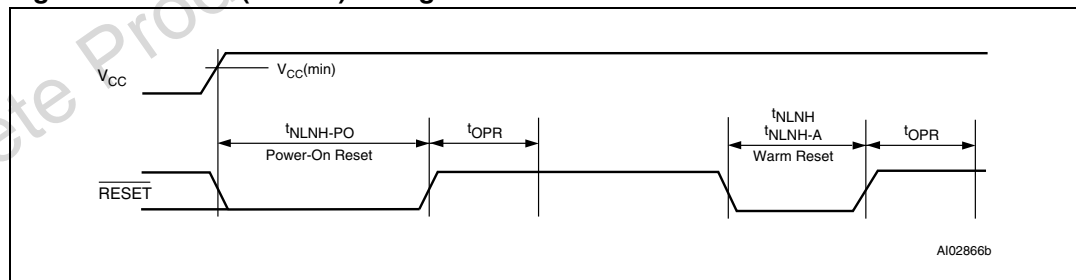 VCC
VCC(min)
tNLNH-PO
Power-On Reset
tOPR
tNLNH
tNLNH-A
Warm Reset
tOPR
RESET
AI02866b